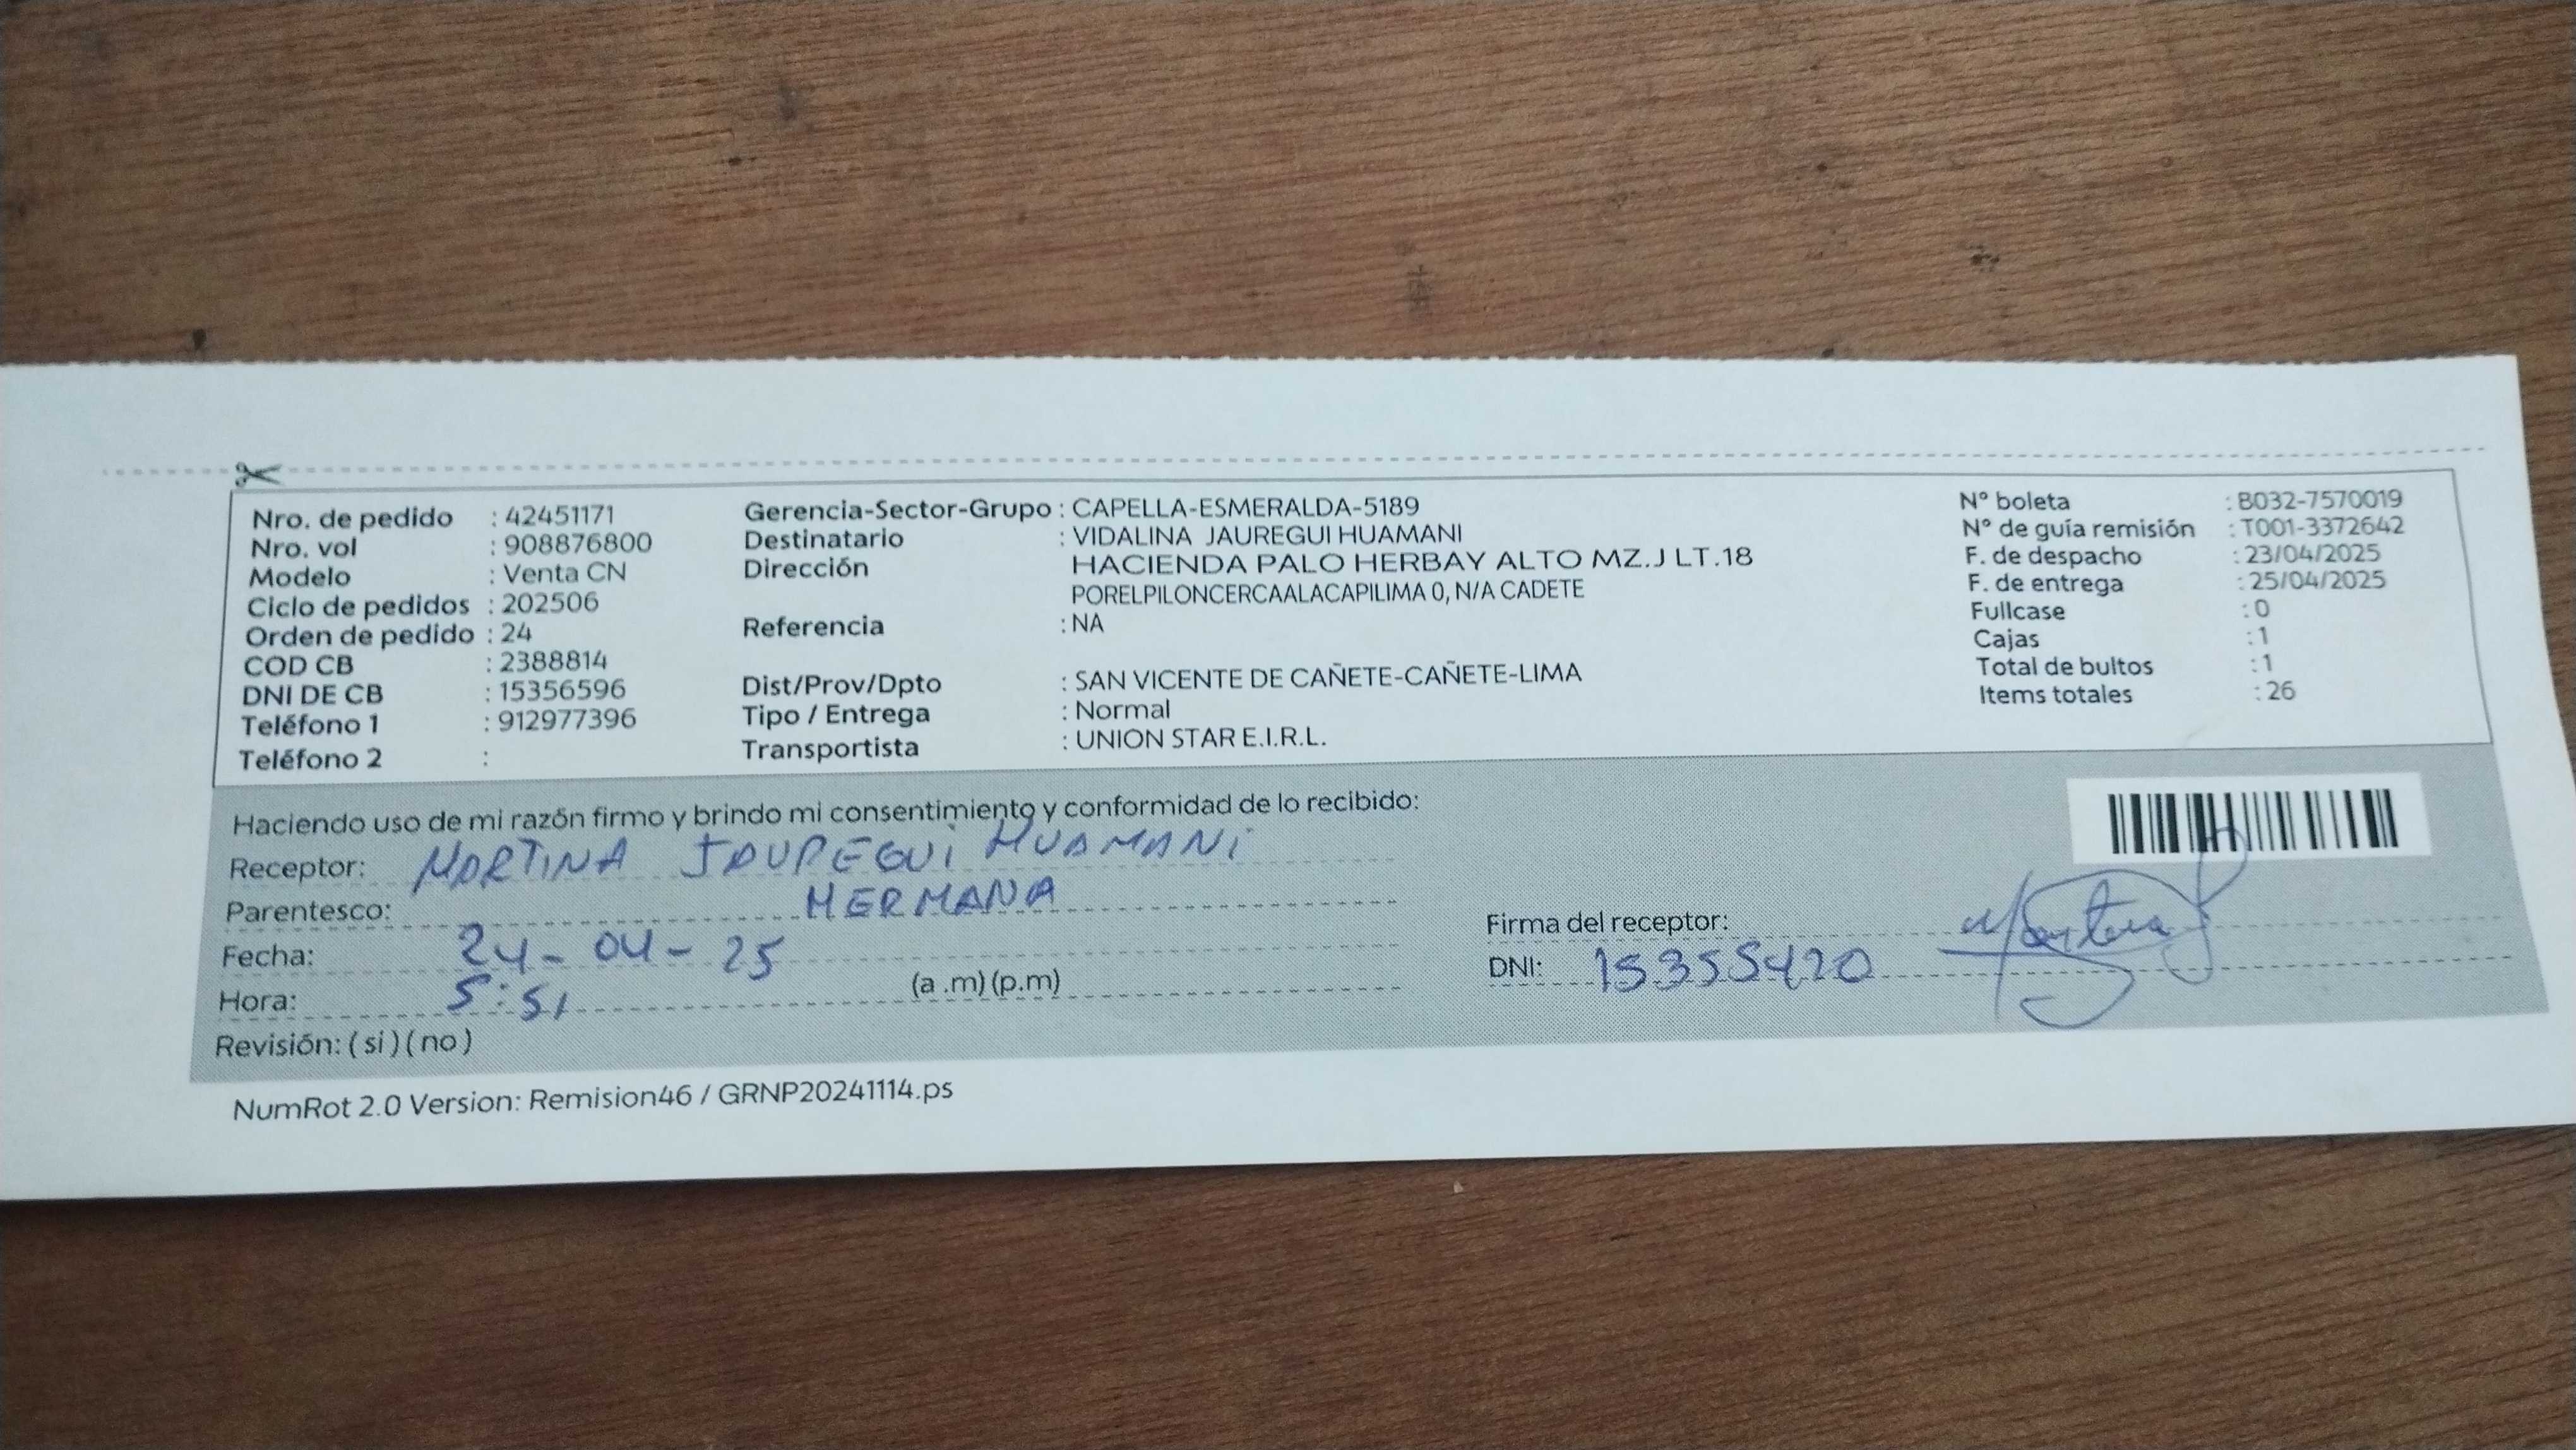 Nro. de pedido : 42451171
Nro. vol : 908876800
Modelo : Venta CN
Ciclo de pedidos : 202506
Orden de pedido : 24
COD CB : 2388814
DNI DE CB : 15356596
Teléfono 1 : 912977396
Teléfono 2 :
Gerencia-Sector-Grupo : CAPELLA-ESMERALDA-5189
Destinatario : VIDALINA JAUREGUI HUAMANI
Dirección HACIENDA PALO HERBAY ALTO MZ.J LT.18
PORELPILONCERCAALACAPILIMA 0, N/A CADETE
Referencia : NA
Dist/Prov/Dpto : SAN VICENTE DE CAÑETE-CAÑETE-LIMA
Tipo / Entrega : Normal
Transportista : UNION STAR E.I.R.L.
N° boleta : B032-7570019
N° de guía remisión : T001-3372642
F. de despacho : 23/04/2025
F. de entrega : 25/04/2025
Fullcase : 0
Cajas : 1
Total de bultos : 1
Items totales : 26
Haciendo uso de mi razón firmo y brindo mi consentimiento y conformidad de lo recibido:
Receptor: MARTINA JAUREGUI HUAMANI
Parentesco: HERMANA
Fecha: 24-04-25
Hora: 5:51 (a .m) (p.m)
Revisión: ( si ) ( no )
Firma del receptor:
DNI: 15355420
NumRot 2.0 Version: Remision46 / GRNP20241114.ps